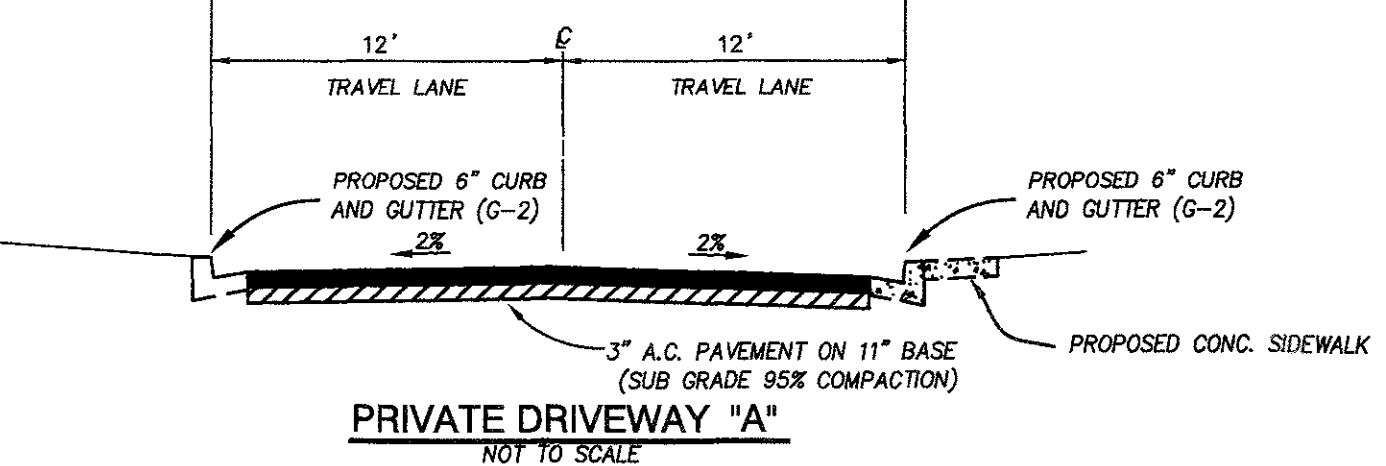 12' ℄ 12'
TRAVEL LANE TRAVEL LANE
PROPOSED 6" CURB
AND GUTTER (G-2)
PROPOSED 6" CURB
AND GUTTER (G-2)
2% 2%
3" A.C. PAVEMENT ON 11" BASE
(SUB GRADE 95% COMPACTION)
PROPOSED CONC. SIDEWALK
PRIVATE DRIVEWAY "A"
NOT TO SCALE